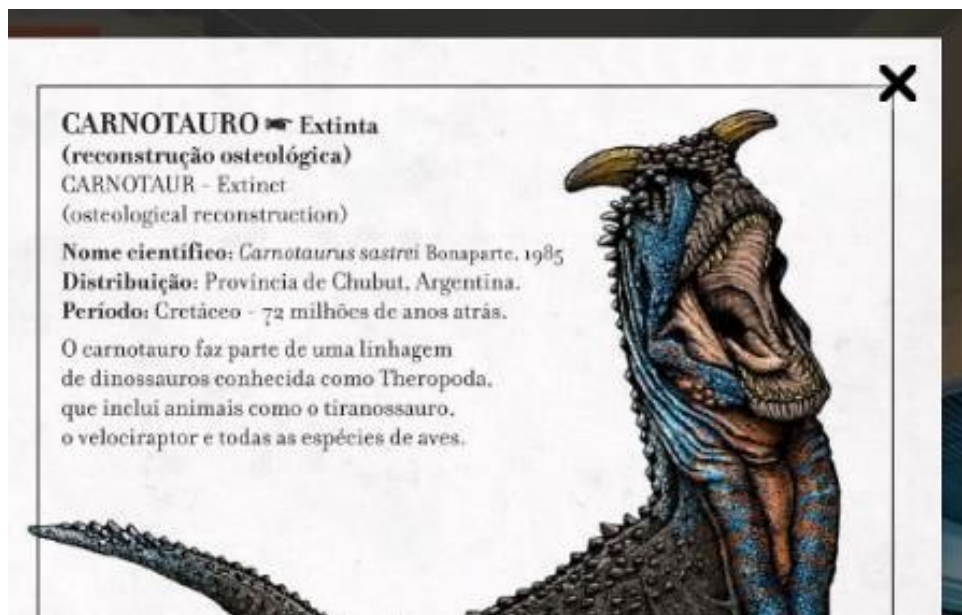 CARNOTAURO ☛ Extinta
(reconstrução osteológica)
CARNOTAUR - Extinct
(osteological reconstruction)
Nome científico: Carnotaurus sastrei Bonaparte, 1985
Distribuição: Província de Chubut, Argentina.
Período: Cretáceo - 72 milhões de anos atrás.
O carnotauro faz parte de uma linhagem
de dinossauros conhecida como Theropoda,
que inclui animais como o tiranossauro,
o velociraptor e todas as espécies de aves.